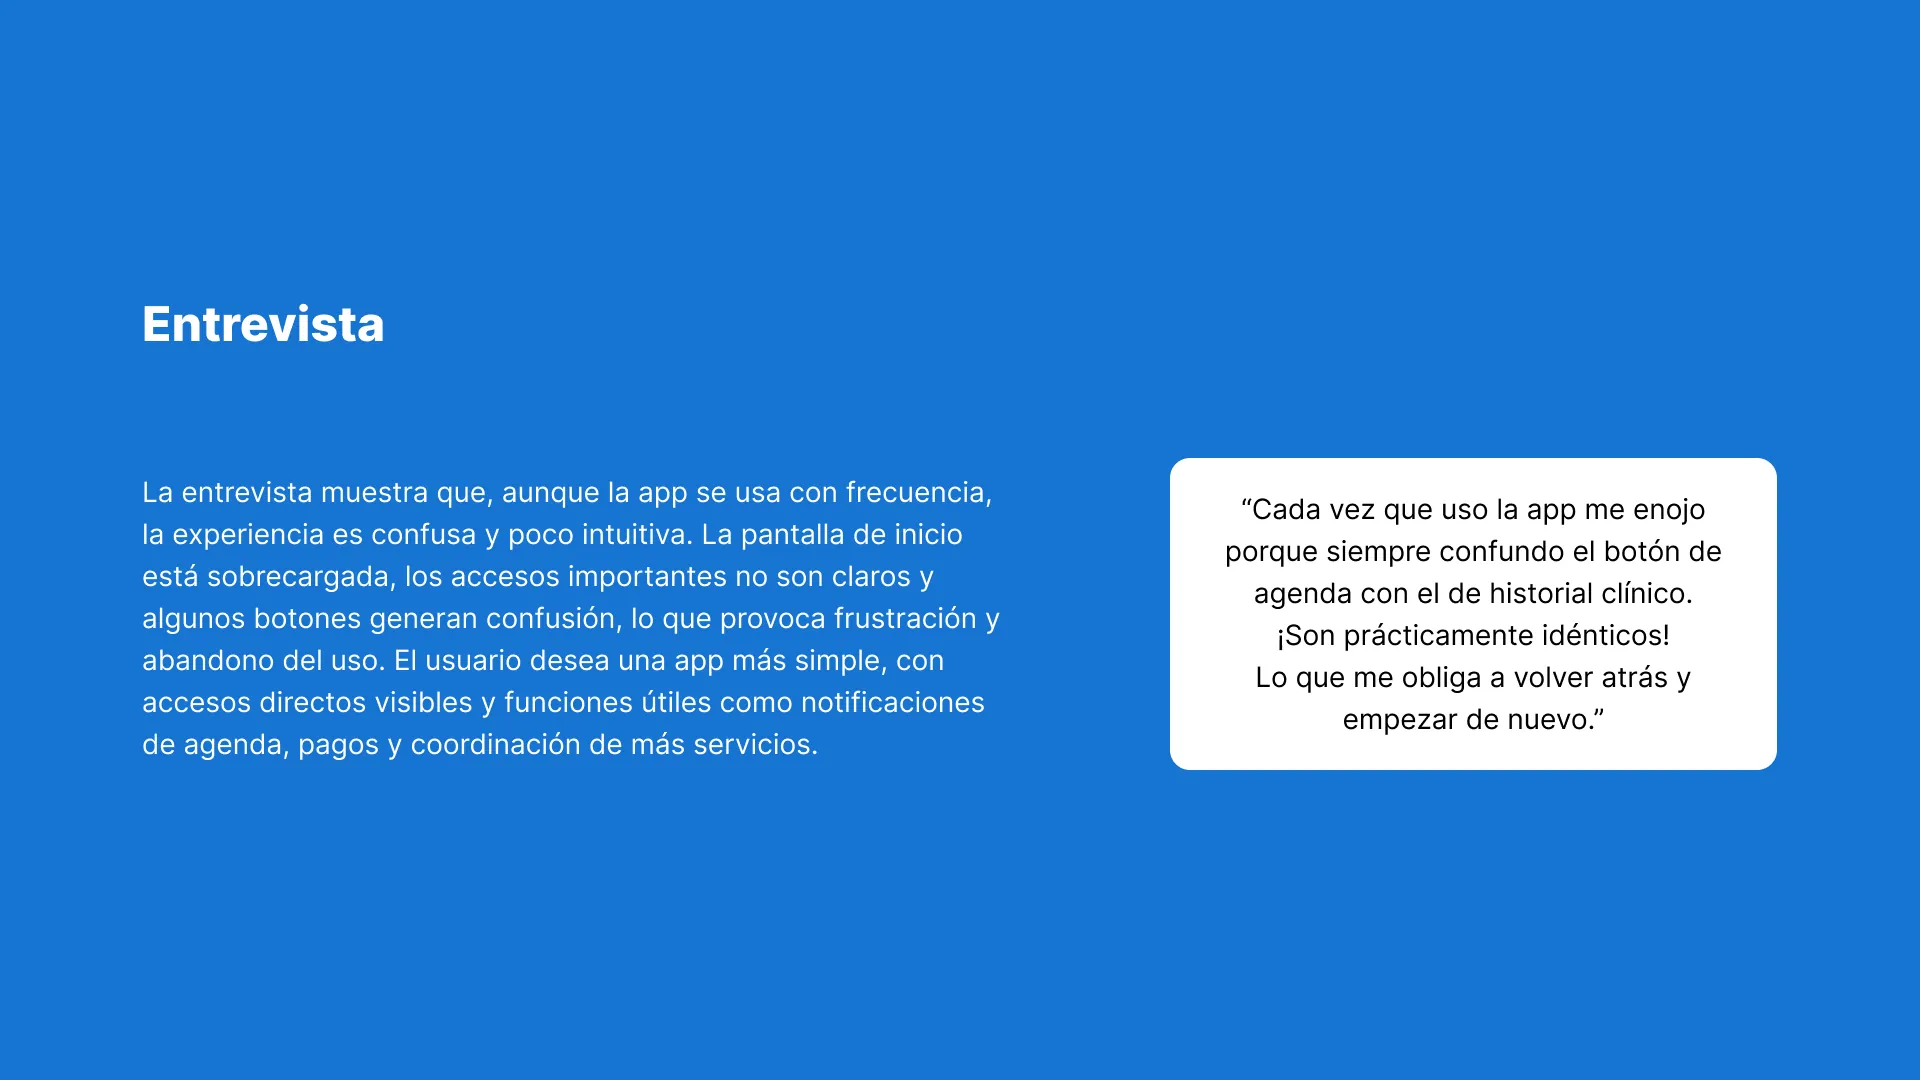 Entrevista
La entrevista muestra que, aunque la app se usa con frecuencia,
la experiencia es confusa y poco intuitiva. La pantalla de inicio
está sobrecargada, los accesos importantes no son claros y
algunos botones generan confusión, lo que provoca frustración y
abandono del uso. El usuario desea una app más simple, con
accesos directos visibles y funciones útiles como notificaciones
de agenda, pagos y coordinación de más servicios.
“Cada vez que uso la app me enojo
porque siempre confundo el botón de
agenda con el de historial clínico.
¡Son prácticamente idénticos!
Lo que me obliga a volver atrás y
empezar de nuevo.”